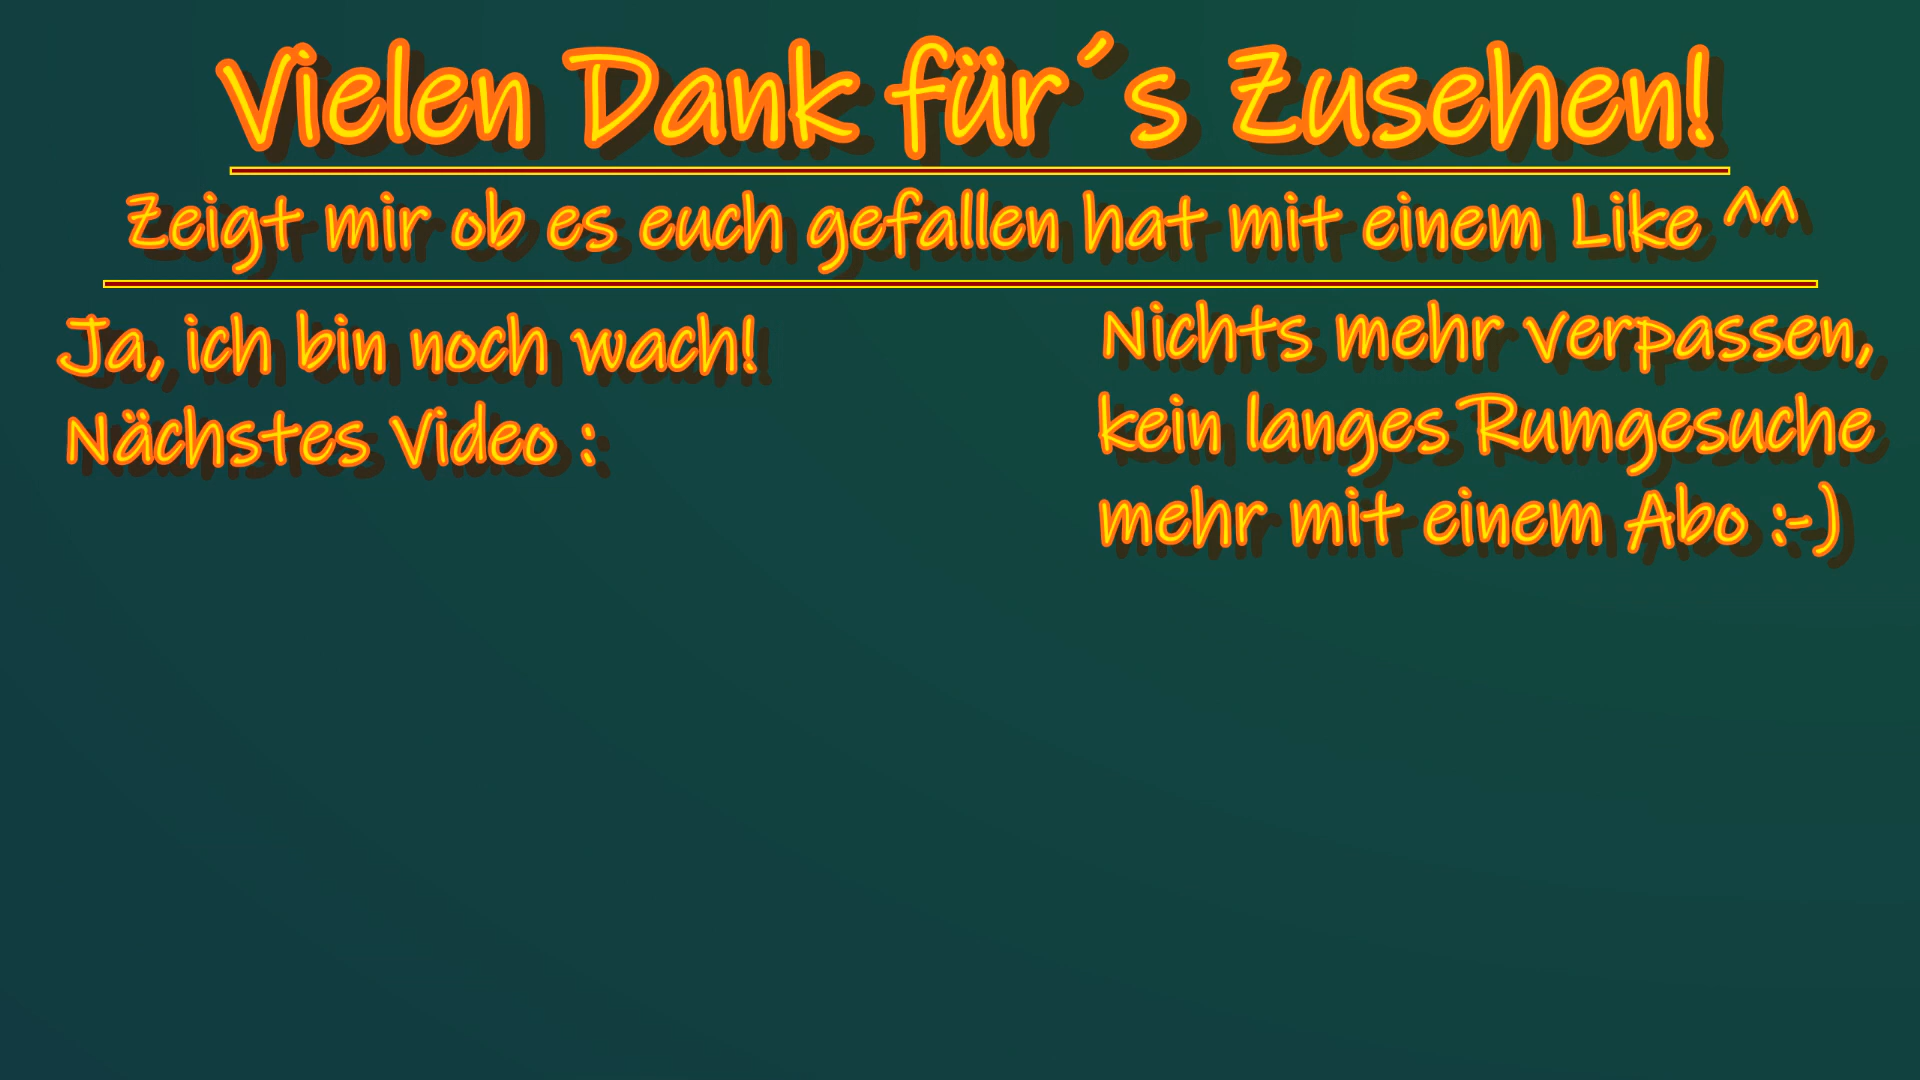 Vielen Dank für´s Zusehen!
Zeigt mir ob es euch gefallen hat mit einem Like ^^
Ja, ich bin noch wach!
Nächstes Video :
Nichts mehr verpassen,
kein langes Rumgesuche
mehr mit einem Abo :-)